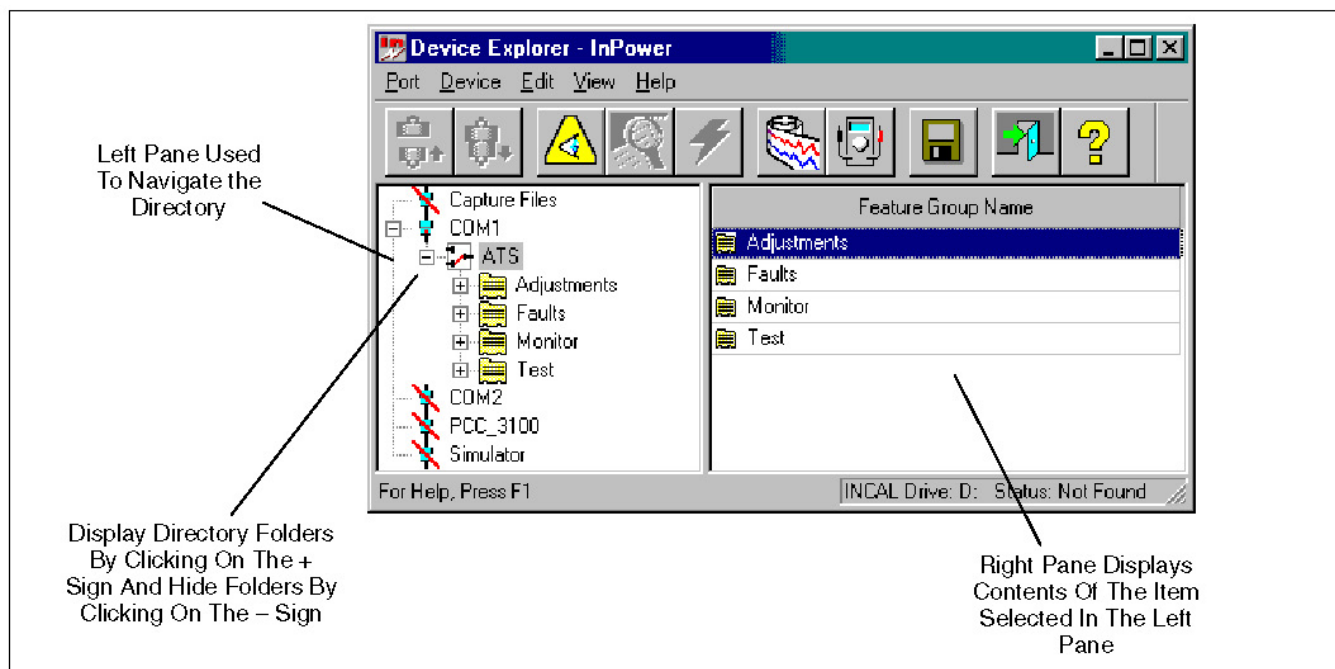 Device Explorer - InPower
Port Device Edit View Help
Left Pane Used
To Navigate the
Directory
Capture Files
COM1
ATS
Adjustments
Faults
Monitor
Test
COM2
PCC_3100
Simulator
Feature Group Name
Adjustments
Faults
Monitor
Test
For Help, Press F1
INCAL Drive: D: Status: Not Found
Display Directory Folders
By Clicking On The +
Sign And Hide Folders By
Clicking On The – Sign
Right Pane Displays
Contents Of The Item
Selected In The Left
Pane